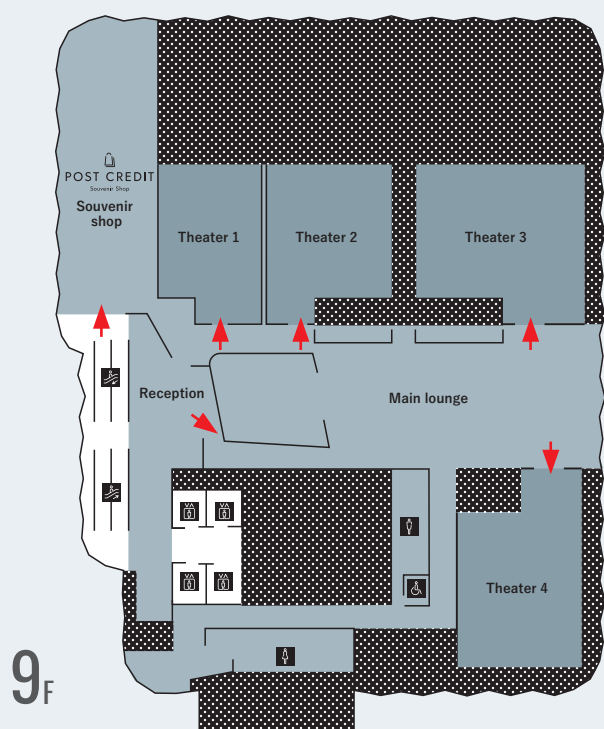 POST CREDIT
Souvenir Shop
Souvenir
shop
Theater 1
Theater 2
Theater 3
Reception
Main lounge
Theater 4
9F